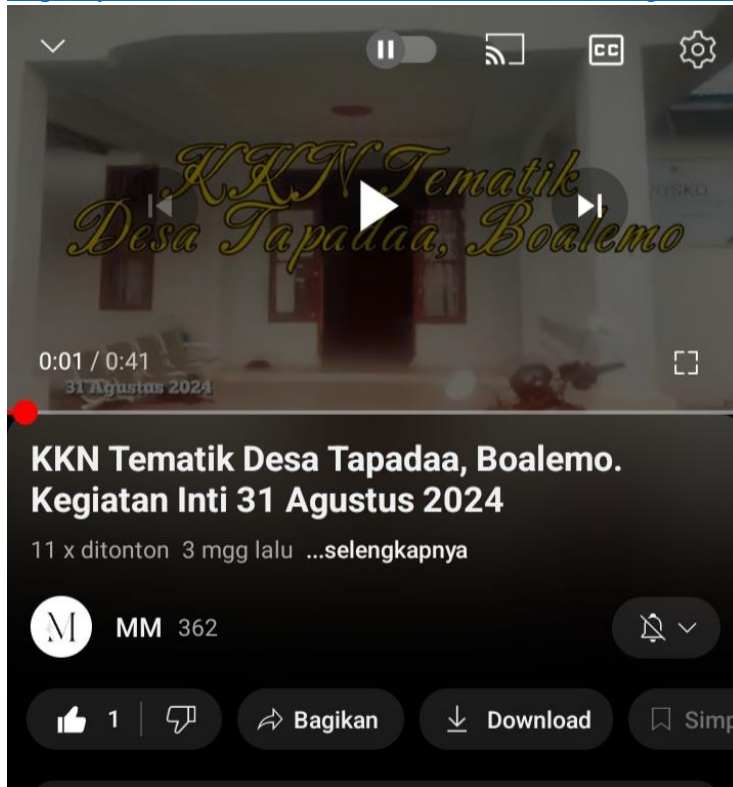 KKN Tematik
Desa Tapadaa, Boalemo
0:01 / 0:41
31 Agustus 2024
KKN Tematik Desa Tapadaa, Boalemo.
Kegiatan Inti 31 Agustus 2024
11 x ditonton 3 mgg lalu ...selengkapnya
M MM 362
1 Bagikan Download Simp